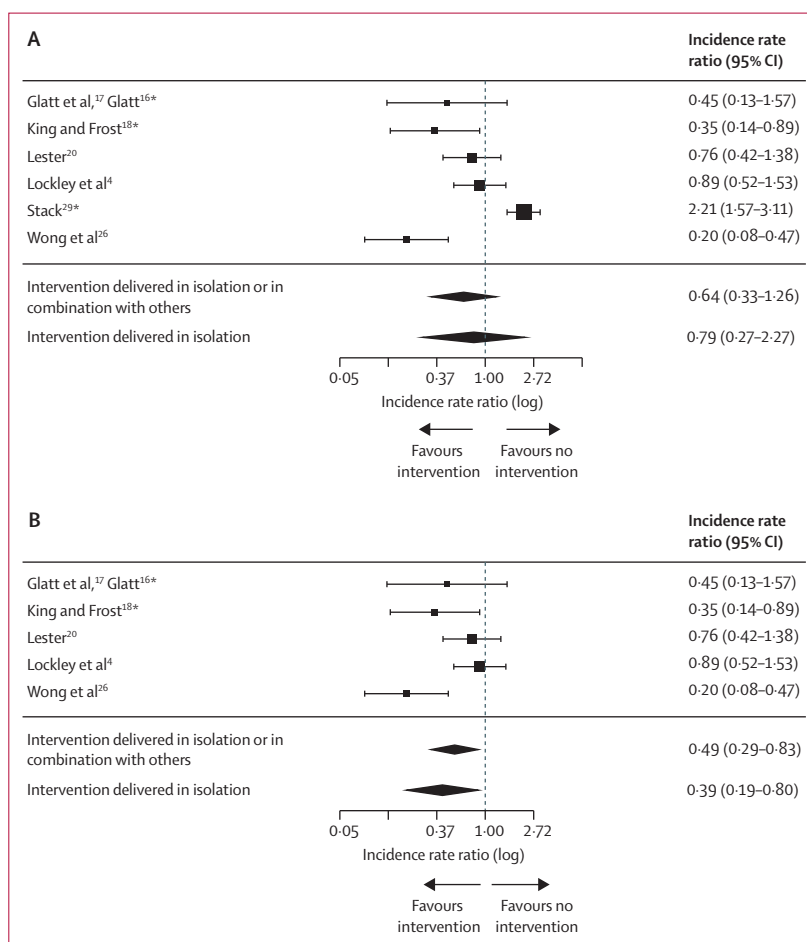 A
Incidence rate
ratio (95% CI)
Glatt et al,¹⁷ Glatt¹⁶* 0·45 (0·13–1·57)
King and Frost¹⁸* 0·35 (0·14–0·89)
Lester²⁰ 0·76 (0·42–1·38)
Lockley et al⁴ 0·89 (0·52–1·53)
Stack²⁹* 2·21 (1·57–3·11)
Wong et al²⁶ 0·20 (0·08–0·47)
Intervention delivered in isolation or in
combination with others 0·64 (0·33–1·26)
Intervention delivered in isolation 0·79 (0·27–2·27)
0·05 0·37 1·00 2·72
Incidence rate ratio (log)
Favours
intervention
Favours no
intervention
B
Incidence rate
ratio (95% CI)
Glatt et al,¹⁷ Glatt¹⁶* 0·45 (0·13–1·57)
King and Frost¹⁸* 0·35 (0·14–0·89)
Lester²⁰ 0·76 (0·42–1·38)
Lockley et al⁴ 0·89 (0·52–1·53)
Wong et al²⁶ 0·20 (0·08–0·47)
Intervention delivered in isolation or in
combination with others 0·49 (0·29–0·83)
Intervention delivered in isolation 0·39 (0·19–0·80)
0·05 0·37 1·00 2·72
Incidence rate ratio (log)
Favours
intervention
Favours no
intervention